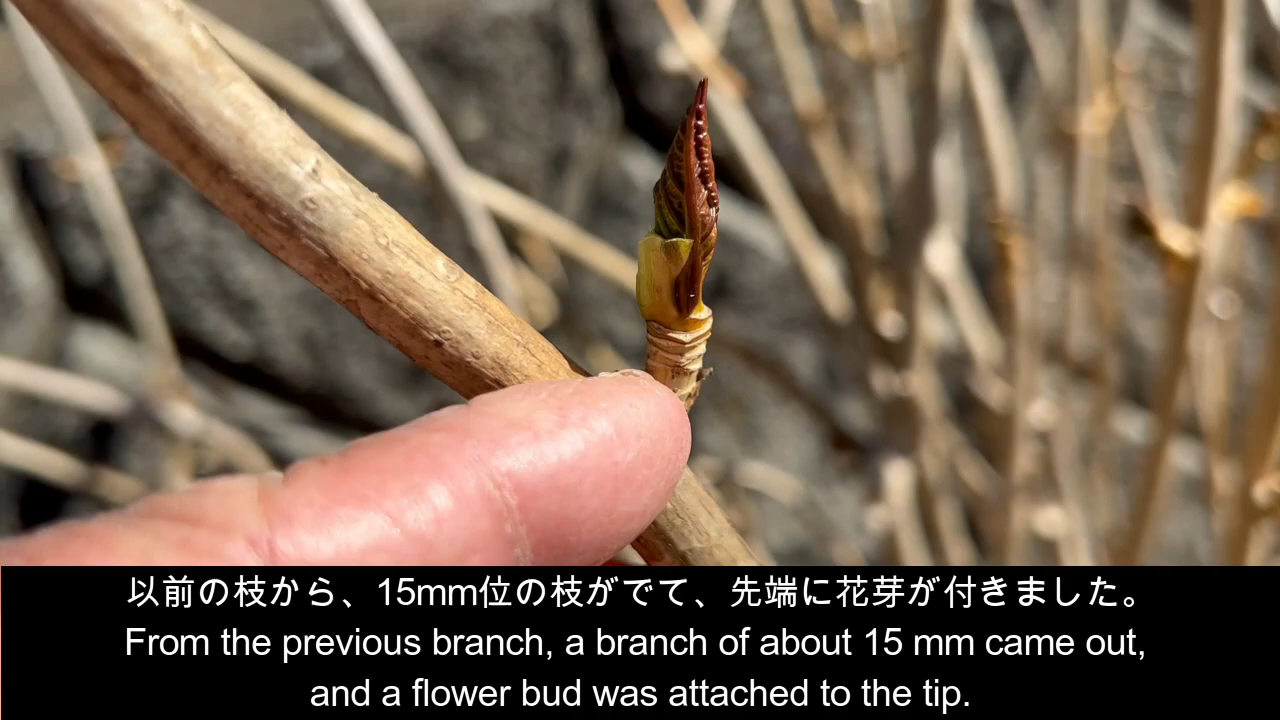 以前の枝から、15mm位の枝がでて、先端に花芽が付きました。
From the previous branch, a branch of about 15 mm came out,
and a flower bud was attached to the tip.